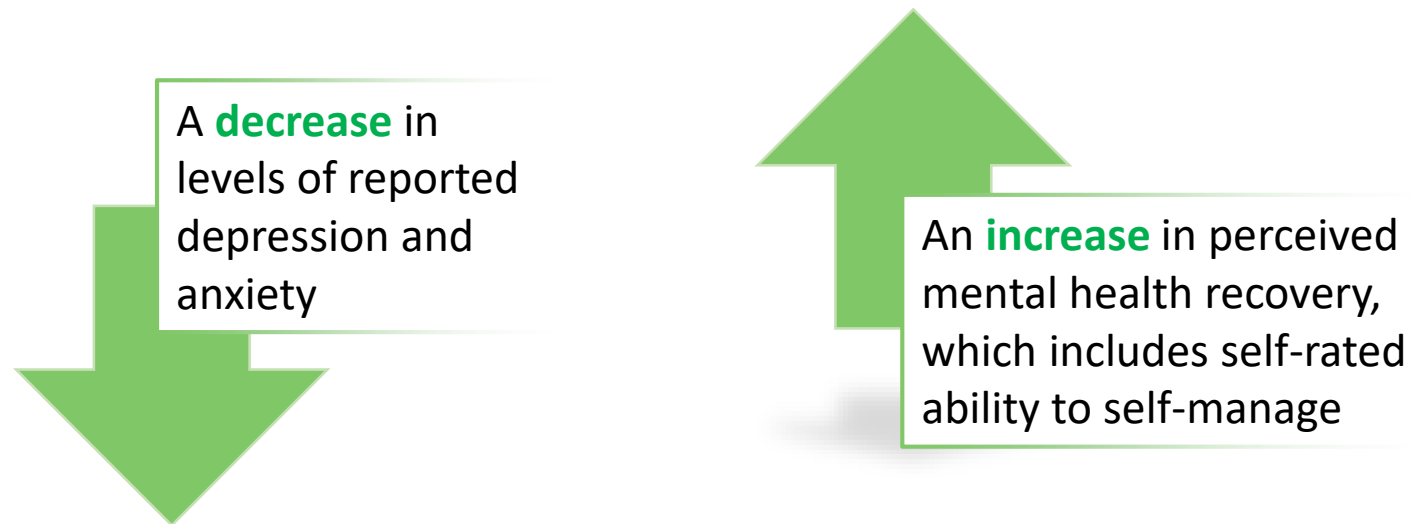 A decrease in
levels of reported
depression and
anxiety
An increase in perceived
mental health recovery,
which includes self-rated
ability to self-manage